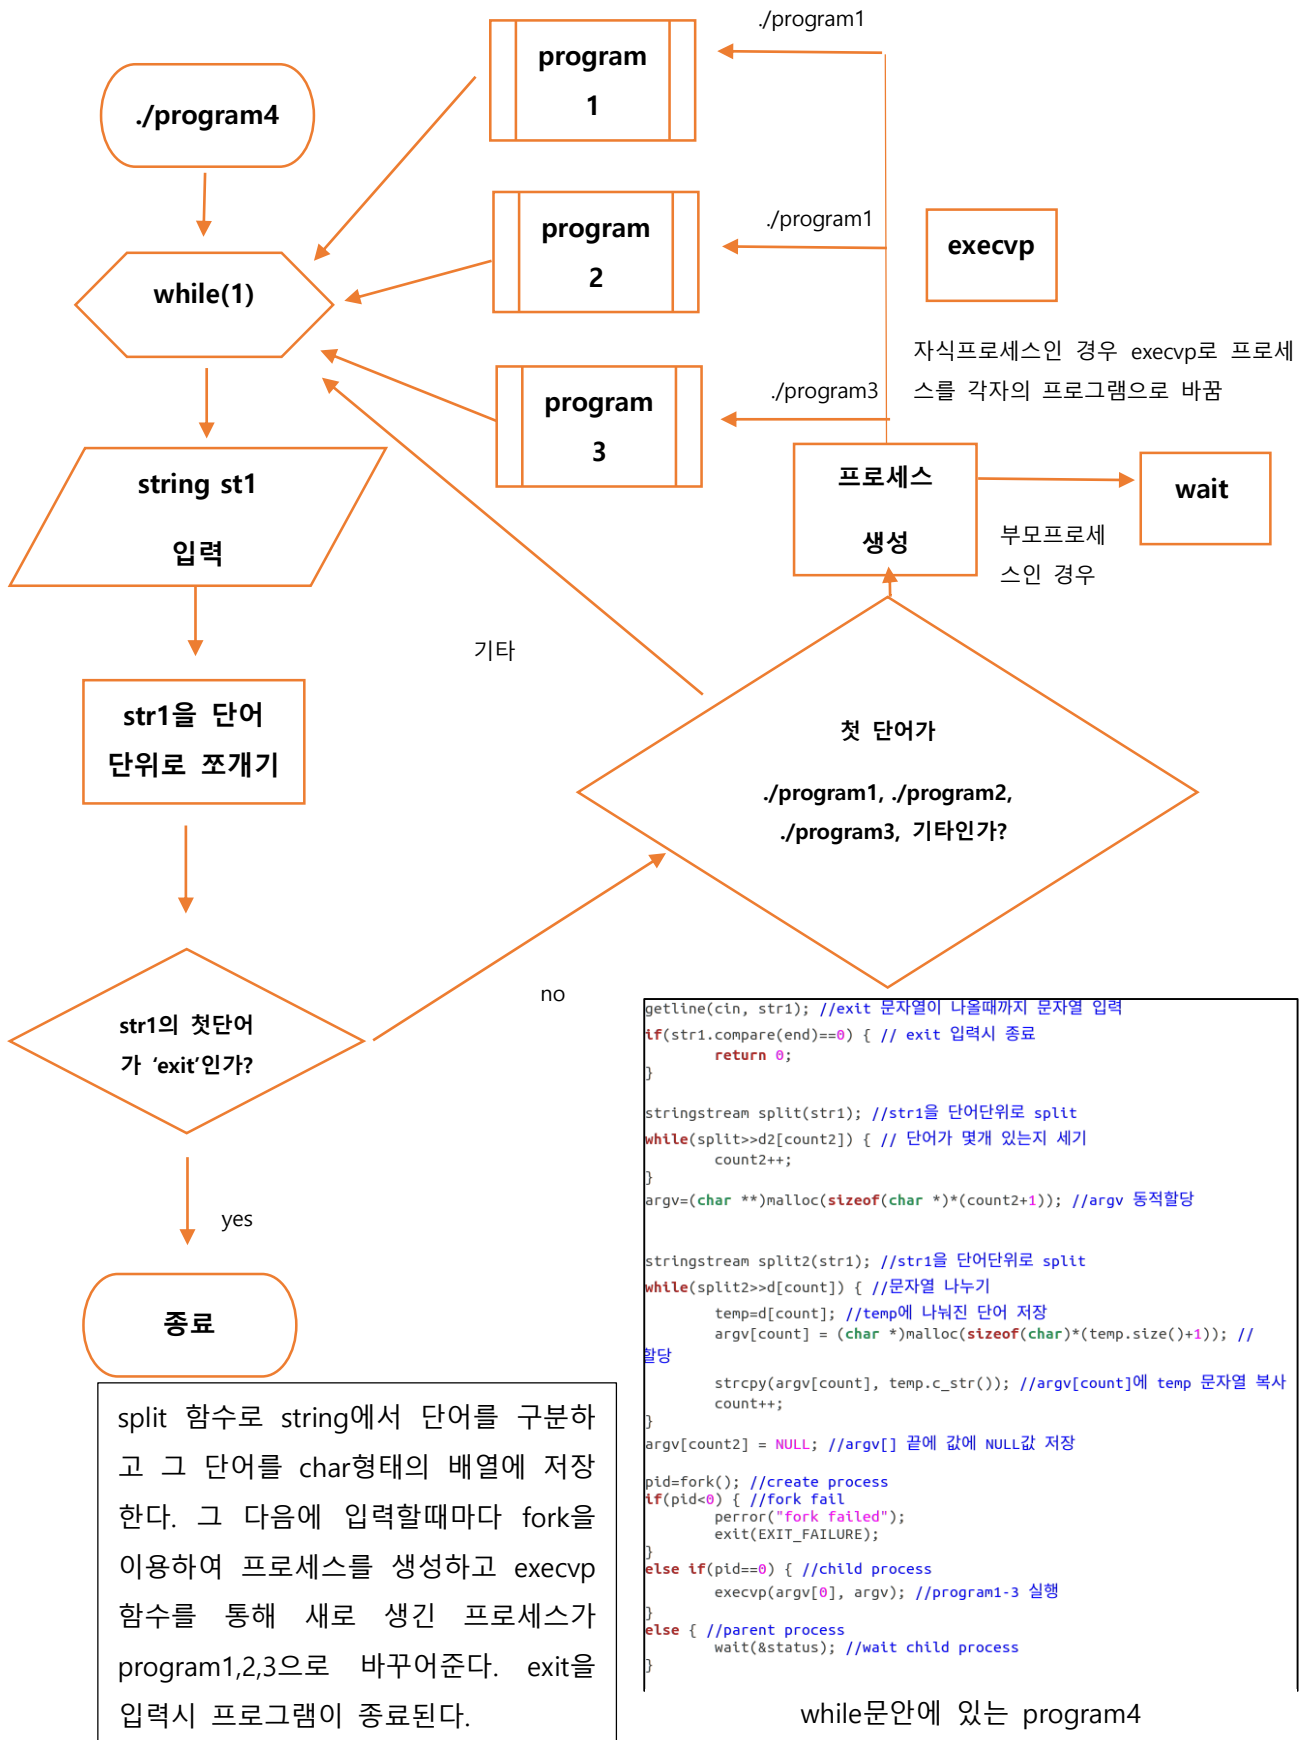 ./program4
while(1)
string st1
입력
str1을 단어
단위로 쪼개기
str1의 첫단어
가 ‘exit’인가?
yes
종료
no
첫 단어가
./program1, ./program2,
./program3, 기타인가?
기타
프로세스
생성
부모프로세
스인 경우
wait
execvp
자식프로세스인 경우 execvp로 프로세
스를 각자의 프로그램으로 바꿈
./program1
program
1
./program1
program
2
./program3
program
3
split 함수로 string에서 단어를 구분하
고 그 단어를 char형태의 배열에 저장
한다. 그 다음에 입력할때마다 fork을
이용하여 프로세스를 생성하고 execvp
함수를 통해 새로 생긴 프로세스가
program1,2,3으로 바꾸어준다. exit을
입력시 프로그램이 종료된다.
getline(cin, str1); //exit 문자열이 나올때까지 문자열 입력
if(str1.compare(end)==0) { // exit 입력시 종료
return 0;
}
stringstream split(str1); //str1을 단어단위로 split
while(split>>d2[count2]) { // 단어가 몇개 있는지 세기
count2++;
}
argv=(char **)malloc(sizeof(char *)*(count2+1)); //argv 동적할당
stringstream split2(str1); //str1을 단어단위로 split
while(split2>>d[count]) { //문자열 나누기
temp=d[count]; //temp에 나눠진 단어 저장
argv[count] = (char *)malloc(sizeof(char)*(temp.size()+1)); //
할당
strcpy(argv[count], temp.c_str()); //argv[count]에 temp 문자열 복사
count++;
}
argv[count2] = NULL; //argv[] 끝에 값에 NULL값 저장
pid=fork(); //create process
if(pid<0) { //fork fail
perror("fork failed");
exit(EXIT_FAILURE);
}
else if(pid==0) { //child process
execvp(argv[0], argv); //program1-3 실행
}
else { //parent process
wait(&status); //wait child process
}
while문안에 있는 program4